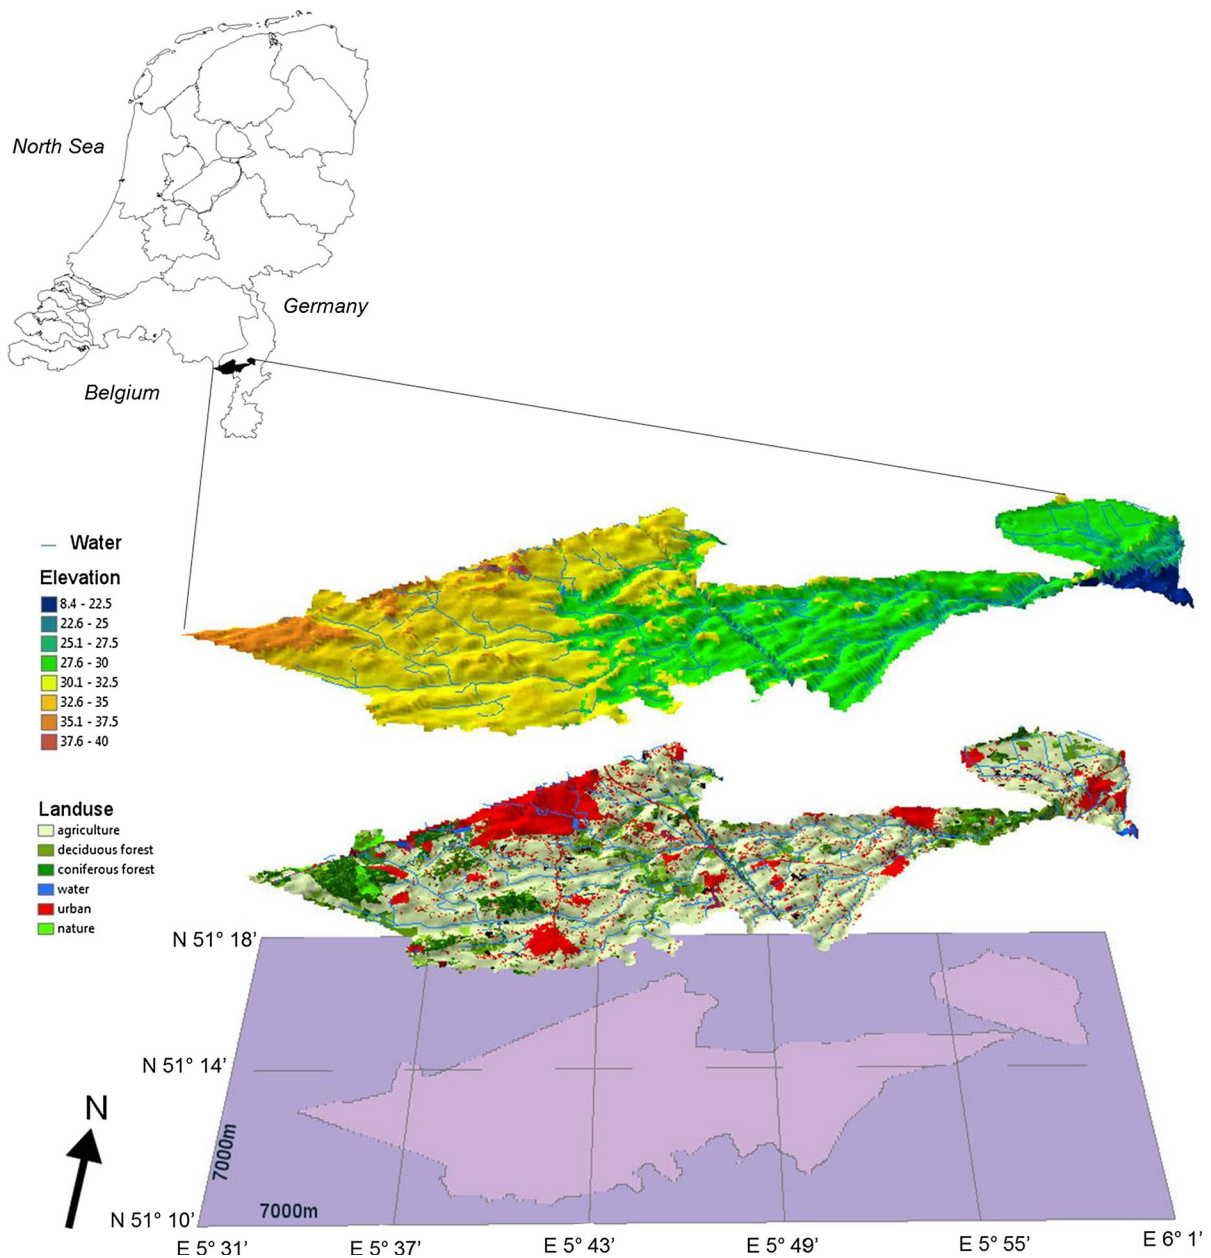 North Sea
Germany
Belgium
Water
Elevation
8.4 - 22.5
22.6 - 25
25.1 - 27.5
27.6 - 30
30.1 - 32.5
32.6 - 35
35.1 - 37.5
37.6 - 40
Landuse
agriculture
deciduous forest
coniferous forest
water
urban
nature
N 51° 18'
N 51° 14'
N
7000m
7000m
N 51° 10'
E 5° 31'
E 5° 37'
E 5° 43'
E 5° 49'
E 5° 55'
E 6° 1'